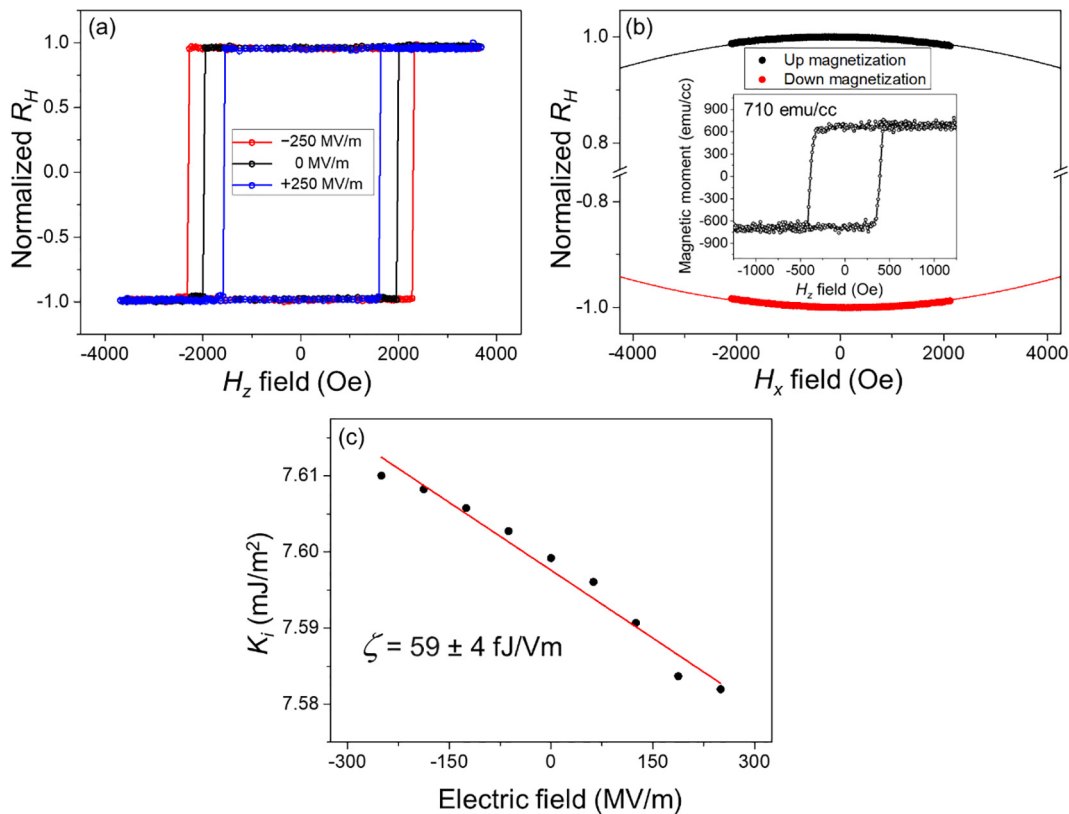 (a)
1.0
0.5
0.0
-0.5
-1.0
Normalized R_H
−250 MV/m
0 MV/m
+250 MV/m
-4000 -2000 0 2000 4000
H_z field (Oe)
(b)
1.0
0.8
-0.8
-1.0
Normalized R_H
Up magnetization
Down magnetization
710 emu/cc
900
600
300
0
-300
-600
-900
Magnetic moment (emu/cc)
-1000 -500 0 500 1000
H_z field (Oe)
-4000 -2000 0 2000 4000
H_x field (Oe)
(c)
7.61
7.60
7.59
7.58
K_i (mJ/m²)
ζ = 59 ± 4 fJ/Vm
-300 -150 0 150 300
Electric field (MV/m)